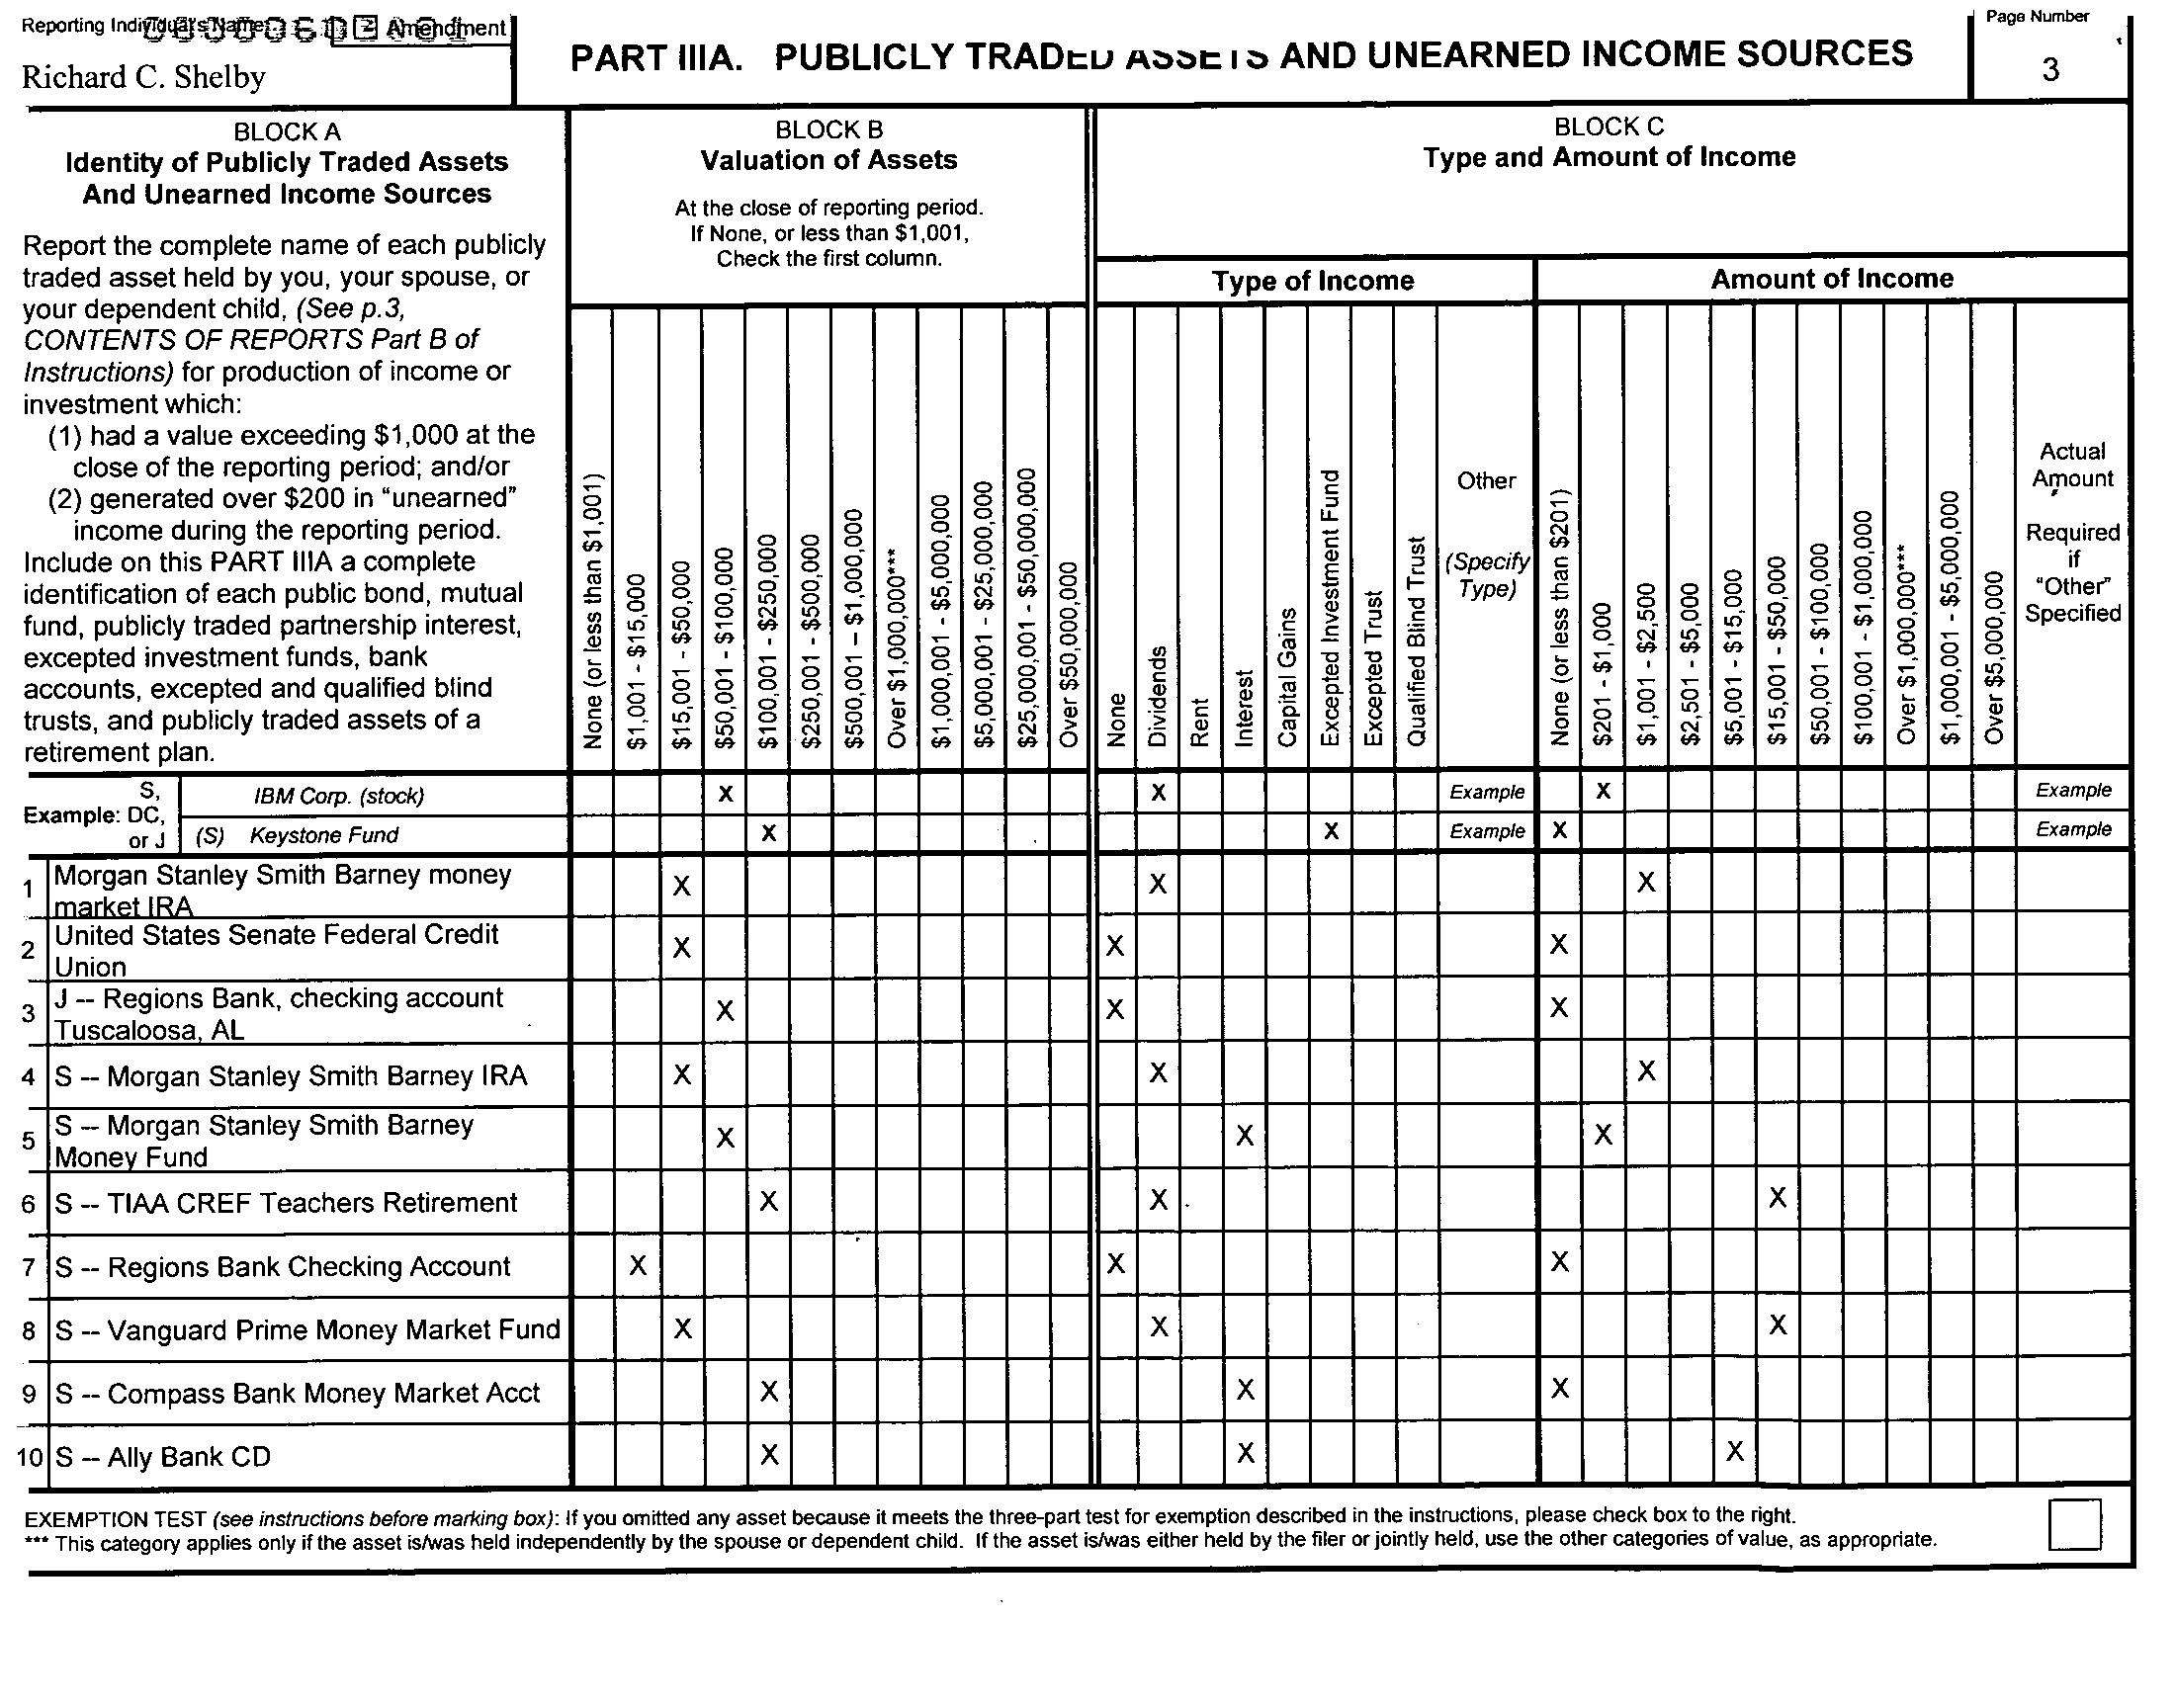 Reporting Individual's Name: Amendment
Richard C. Shelby
PART IIIA. PUBLICLY TRADED ASSETS AND UNEARNED INCOME SOURCES
Page Number
3
BLOCK A
Identity of Publicly Traded Assets
And Unearned Income Sources
Report the complete name of each publicly
traded asset held by you, your spouse, or
your dependent child, (See p.3,
CONTENTS OF REPORTS Part B of
Instructions) for production of income or
investment which:
(1) had a value exceeding $1,000 at the
close of the reporting period; and/or
(2) generated over $200 in “unearned”
income during the reporting period.
Include on this PART IIIA a complete
identification of each public bond, mutual
fund, publicly traded partnership interest,
excepted investment funds, bank
accounts, excepted and qualified blind
trusts, and publicly traded assets of a
retirement plan.
BLOCK B
Valuation of Assets
At the close of reporting period.
If None, or less than $1,001,
Check the first column.
None (or less than $1,001)
$1,001 - $15,000
$15,001 - $50,000
$50,001 - $100,000
$100,001 - $250,000
$250,001 - $500,000
$500,001 – $1,000,000
Over $1,000,000***
$1,000,001 - $5,000,000
$5,000,001 - $25,000,000
$25,000,001 - $50,000,000
Over $50,000,000
BLOCK C
Type and Amount of Income
Type of Income
None
Dividends
Rent
Interest
Capital Gains
Excepted Investment Fund
Excepted Trust
Qualified Blind Trust
Other
(Specify
Type)
Amount of Income
None (or less than $201)
$201 - $1,000
$1,001 - $2,500
$2,501 - $5,000
$5,001 - $15,000
$15,001 - $50,000
$50,001 - $100,000
$100,001 - $1,000,000
Over $1,000,000***
$1,000,001 - $5,000,000
Over $5,000,000
Actual
Amount
Required
if
“Other”
Specified
Example: S, DC, or J
IBM Corp. (stock) X X Example X Example
(S) Keystone Fund X X Example X Example
1 Morgan Stanley Smith Barney money X X X
market IRA
2 United States Senate Federal Credit X X X
Union
3 J -- Regions Bank, checking account X X X
Tuscaloosa, AL
4 S -- Morgan Stanley Smith Barney IRA X X X
5 S -- Morgan Stanley Smith Barney X X X
Money Fund
6 S -- TIAA CREF Teachers Retirement X X X
7 S -- Regions Bank Checking Account X X X
8 S -- Vanguard Prime Money Market Fund X X X
9 S -- Compass Bank Money Market Acct X X X
10 S -- Ally Bank CD X X X
EXEMPTION TEST (see instructions before marking box): If you omitted any asset because it meets the three-part test for exemption described in the instructions, please check box to the right.
*** This category applies only if the asset is/was held independently by the spouse or dependent child. If the asset is/was either held by the filer or jointly held, use the other categories of value, as appropriate.